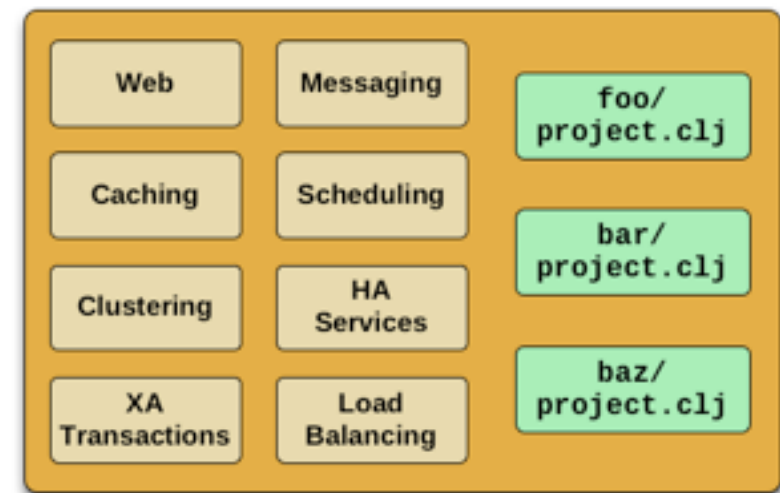 Web
Messaging
foo/
project.clj
Caching
Scheduling
bar/
project.clj
Clustering
HA
Services
baz/
project.clj
XA
Transactions
Load
Balancing